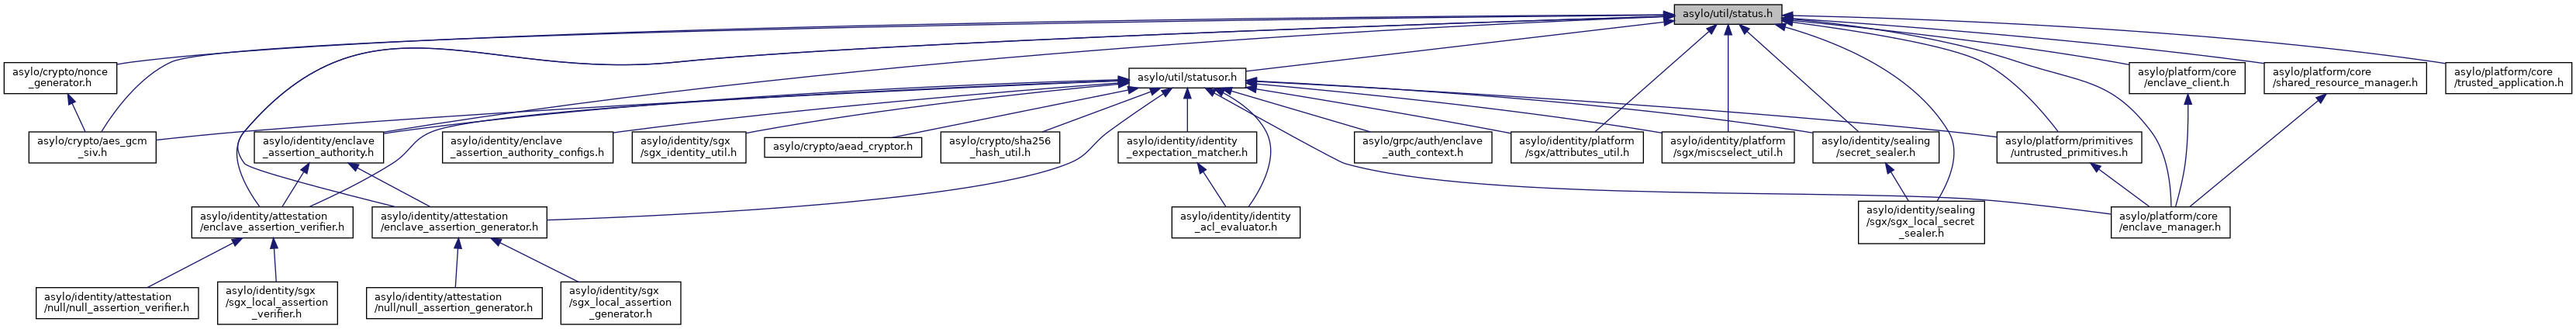 asylo/util/status.h
asylo/crypto/nonce
_generator.h
asylo/util/statusor.h
asylo/platform/core
/enclave_client.h
asylo/platform/core
/shared_resource_manager.h
asylo/platform/core
/trusted_application.h
asylo/crypto/aes_gcm
_siv.h
asylo/identity/enclave
_assertion_authority.h
asylo/identity/enclave
_assertion_authority_configs.h
asylo/identity/sgx
/sgx_identity_util.h
asylo/crypto/aead_cryptor.h
asylo/crypto/sha256
_hash_util.h
asylo/identity/identity
_expectation_matcher.h
asylo/grpc/auth/enclave
_auth_context.h
asylo/identity/platform
/sgx/attributes_util.h
asylo/identity/platform
/sgx/miscselect_util.h
asylo/identity/sealing
/secret_sealer.h
asylo/platform/primitives
/untrusted_primitives.h
asylo/identity/attestation
/enclave_assertion_verifier.h
asylo/identity/attestation
/enclave_assertion_generator.h
asylo/identity/identity
_acl_evaluator.h
asylo/identity/sealing
/sgx/sgx_local_secret
_sealer.h
asylo/platform/core
/enclave_manager.h
asylo/identity/attestation
/null/null_assertion_verifier.h
asylo/identity/sgx
/sgx_local_assertion
_verifier.h
asylo/identity/attestation
/null/null_assertion_generator.h
asylo/identity/sgx
/sgx_local_assertion
_generator.h